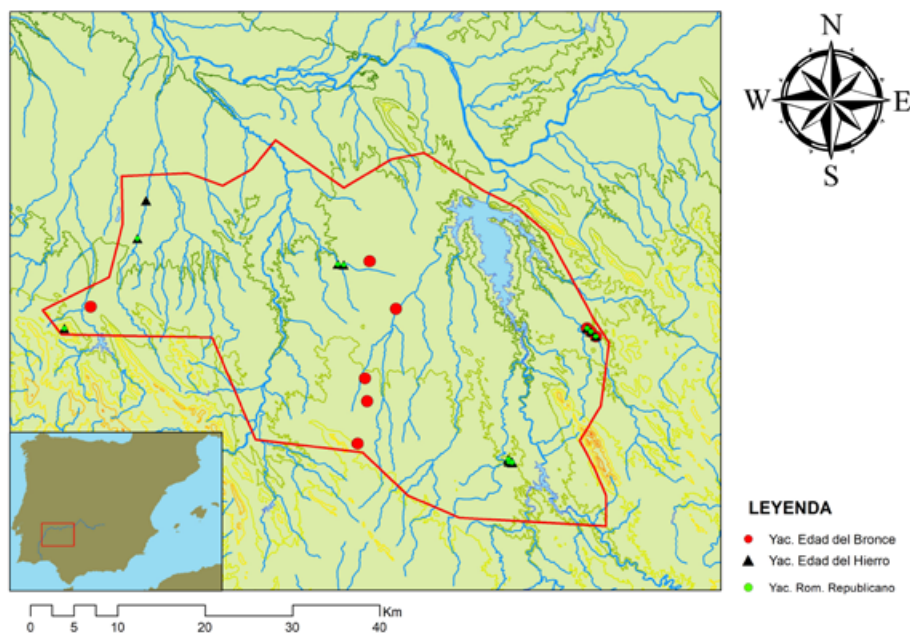 N
W E
S
LEYENDA
Yac. Edad del Bronce
Yac. Edad del Hierro
Yac. Rom. Republicano
Km
0 5 10 20 30 40